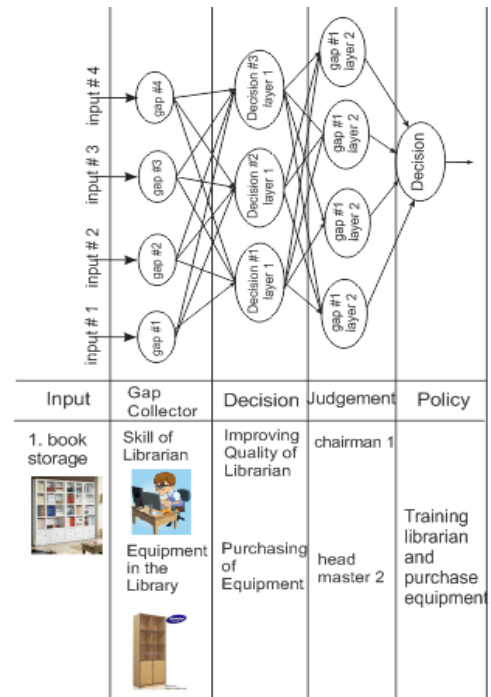 input # 4
input # 3
input # 2
input # 1
gap #4
gap #3
gap #2
gap #1
Decision #3
layer 1
Decision #2
layer 1
Decision #1
layer 1
gap #1
layer 2
gap #1
layer 2
gap #1
layer 2
gap #1
layer 2
Decision
Input
Gap
Collector
Decision
Judgement
Policy
1. book
storage
Skill of
Librarian
Equipment
in the
Library
Improving
Quality of
Librarian
Purchasing
of
Equipment
chairman 1
head
master 2
Training
librarian
and
purchase
equipment